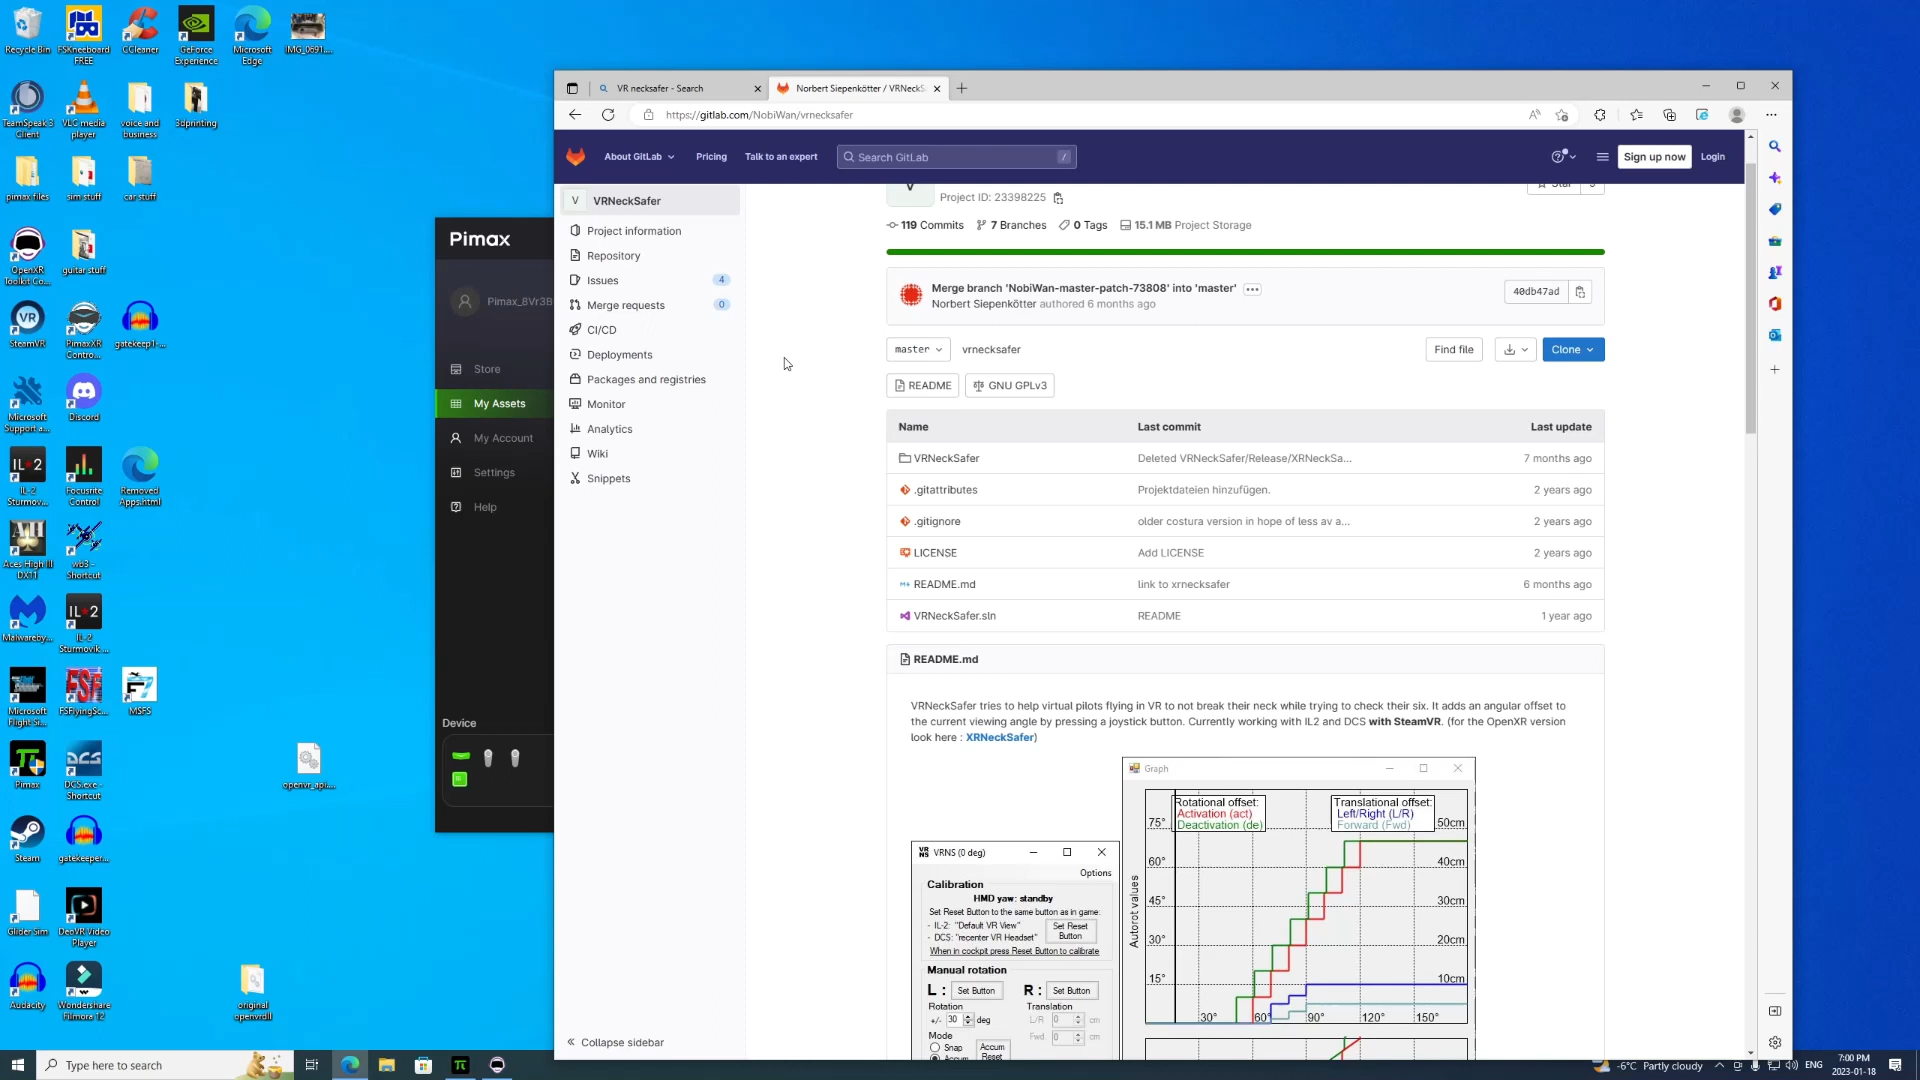 Recycle Bin
FSKneeboard FREE
CCleaner
GeForce Experience
Microsoft Edge
IMG_0691....
TeamSpeak 3 Client
VLC media player
voice and business
3dprinting
pimax files
sim stuff
car stuff
OpenXR Toolkit Co...
guitar stuff
SteamVR
PimaxXR Contro...
gatekeep1-...
Microsoft Support a...
Discord
IL-2 Sturmov...
Focusrite Control
Removed Apps.html
Aces High III DX11
wb3 - Shortcut
Malwareby...
IL-2 Sturmovik ...
Microsoft Flight Si...
FSFlyingSc...
MSFS
Pimax
DCS.exe - Shortcut
openvr_api....
Steam
gatekeeper...
Glider Sim
DeoVR Video Player
Audacity
Wondershare Filmora 12
original openvrdll
Pimax
Pimax_8Vr3B
Store
My Assets
My Account
Settings
Help
Device
VR necksafer - Search
Norbert Siepenkötter / VRNeckS
https://gitlab.com/NobiWan/vrnecksafer
About GitLab
Pricing
Talk to an expert
Search GitLab
/
Sign up now
Login
V
VRNeckSafer
Project information
Repository
Issues 4
Merge requests 0
CI/CD
Deployments
Packages and registries
Monitor
Analytics
Wiki
Snippets
Collapse sidebar
Project ID: 23398225
119 Commits 7 Branches 0 Tags 15.1 MB Project Storage
Merge branch 'NobiWan-master-patch-73808' into 'master'
Norbert Siepenkötter authored 6 months ago
40db47ad
master
vrnecksafer
Find file
Clone
README
GNU GPLv3
Name Last commit Last update
VRNeckSafer Deleted VRNeckSafer/Release/XRNeckSa... 7 months ago
.gitattributes Projektdateien hinzufügen. 2 years ago
.gitignore older costura version in hope of less av a... 2 years ago
LICENSE Add LICENSE 2 years ago
README.md link to xrnecksafer 6 months ago
VRNeckSafer.sln README 1 year ago
README.md
VRNeckSafer tries to help virtual pilots flying in VR to not break their neck while trying to check their six. It adds an angular offset to
the current viewing angle by pressing a joystick button. Currently working with IL2 and DCS with SteamVR. (for the OpenXR version
look here : XRNeckSafer)
Graph
Rotational offset:
Activation (act)
Deactivation (de)
Translational offset:
Left/Right (L/R)
Forward (Fwd)
75°
60°
45°
30°
15°
50cm
40cm
30cm
20cm
10cm
Autorot values
30° 60° 90° 120° 150°
VRNS (0 deg)
Options
Calibration
HMD yaw: standby
Set Reset Button to the same button as in game:
- IL-2: "Default VR View"
- DCS: "recenter VR Headset"
Set Reset Button
When in cockpit press Reset Button to calibrate
Manual rotation
L : Set Button R : Set Button
Rotation Translation
+/- 30 deg L/R 0 cm
Mode Fwd. 0 cm
Snap
Accum
Accum Reset
Type here to search
-6°C Partly cloudy
ENG
7:00 PM
2023-01-18